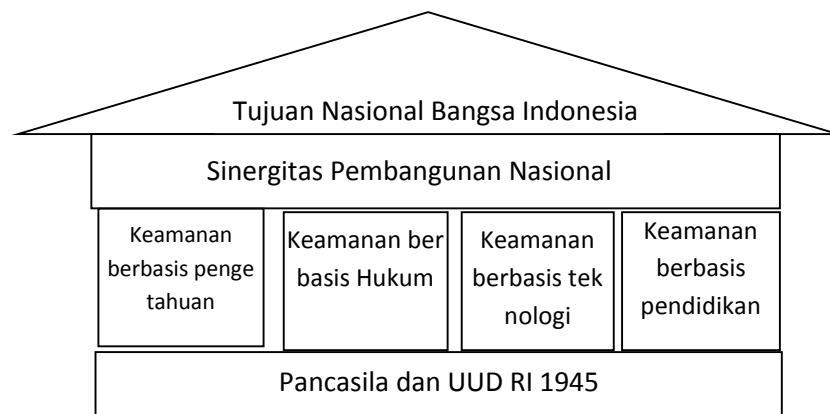 Tujuan Nasional Bangsa Indonesia
Sinergitas Pembangunan Nasional
Keamanan
berbasis penge
tahuan
Keamanan ber
basis Hukum
Keamanan
berbasis tek
nologi
Keamanan
berbasis
pendidikan
Pancasila dan UUD RI 1945